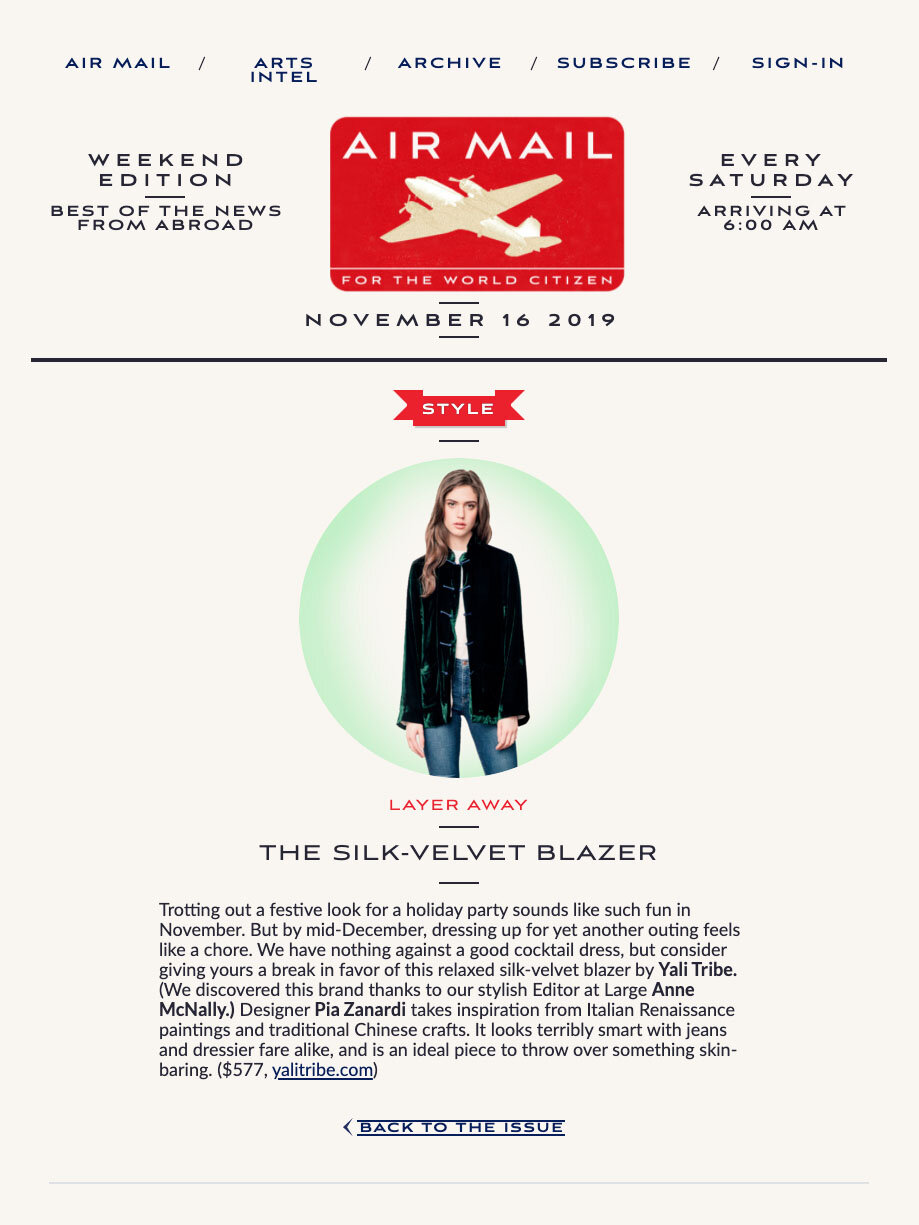 AIR MAIL / ARTS INTEL / ARCHIVE / SUBSCRIBE / SIGN-IN
WEEKEND
EDITION
BEST OF THE NEWS
FROM ABROAD
AIR MAIL
FOR THE WORLD CITIZEN
EVERY
SATURDAY
ARRIVING AT
6:00 AM
NOVEMBER 16 2019
STYLE
LAYER AWAY
THE SILK-VELVET BLAZER
Trotting out a festive look for a holiday party sounds like such fun in
November. But by mid-December, dressing up for yet another outing feels
like a chore. We have nothing against a good cocktail dress, but consider
giving yours a break in favor of this relaxed silk-velvet blazer by Yali Tribe.
(We discovered this brand thanks to our stylish Editor at Large Anne
McNally.) Designer Pia Zanardi takes inspiration from Italian Renaissance
paintings and traditional Chinese crafts. It looks terribly smart with jeans
and dressier fare alike, and is an ideal piece to throw over something skin-
baring. ($577, yalitribe.com)
BACK TO THE ISSUE